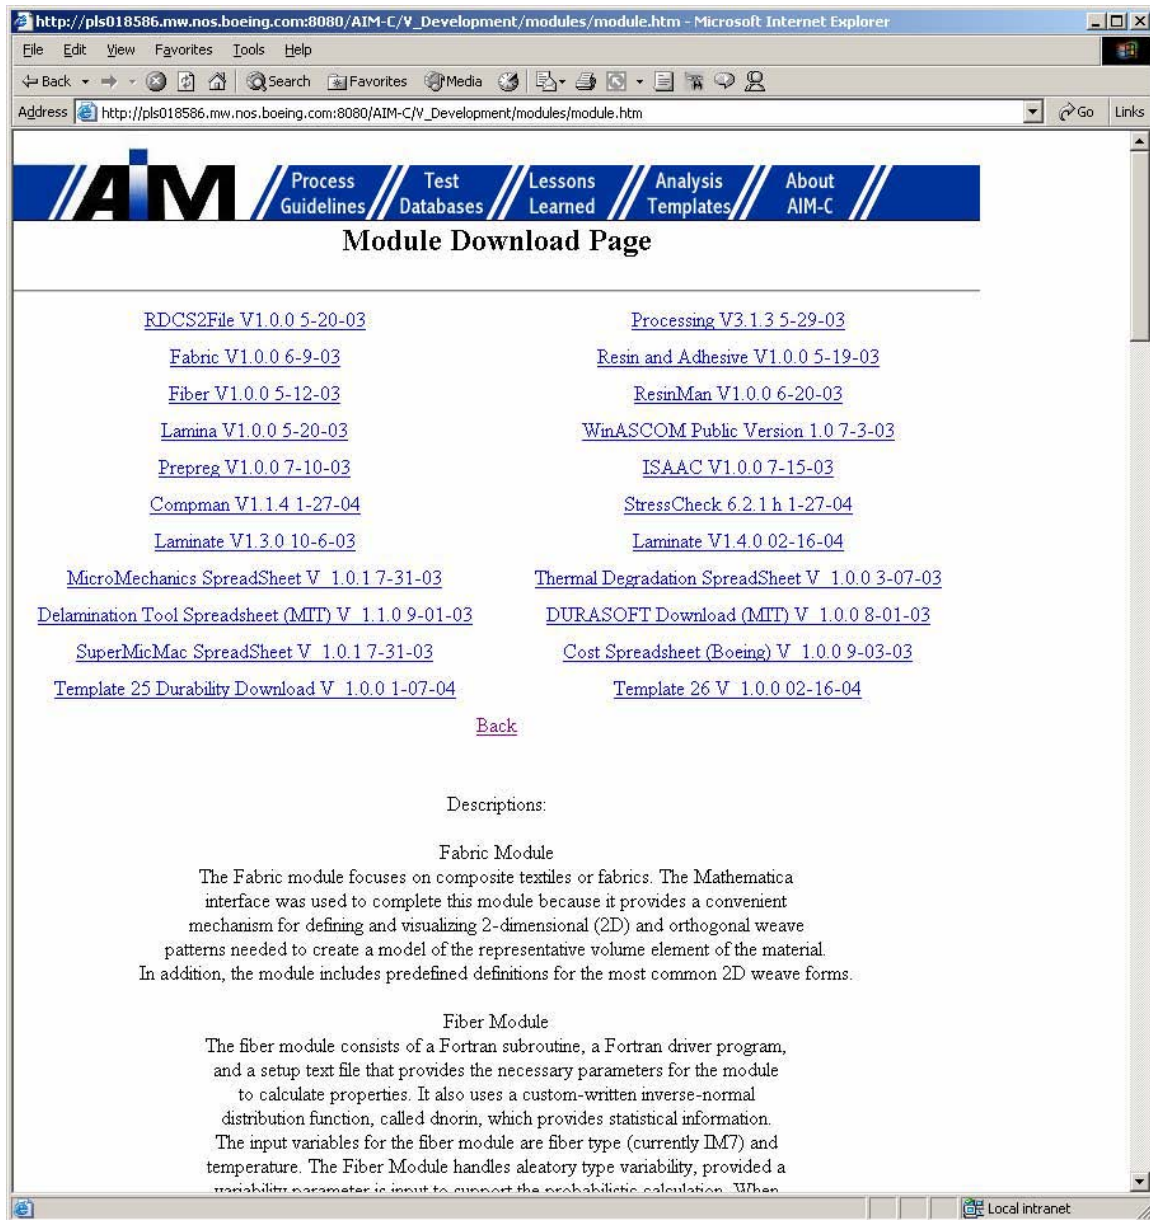 http://pls018586.mw.nos.boeing.com:8080/AIM-C/V_Development/modules/module.htm - Microsoft Internet Explorer
File Edit View Favorites Tools Help
Back Search Favorites Media
Address http://pls018586.mw.nos.boeing.com:8080/AIM-C/V_Development/modules/module.htm Go Links
AIM Process Guidelines Test Databases Lessons Learned Analysis Templates About AIM-C
Module Download Page
RDCS2File V1.0.0 5-20-03 Processing V3.1.3 5-29-03
Fabric V1.0.0 6-9-03 Resin and Adhesive V1.0.0 5-19-03
Fiber V1.0.0 5-12-03 ResinMan V1.0.0 6-20-03
Lamina V1.0.0 5-20-03 WinASCOM Public Version 1.0 7-3-03
Prepreg V1.0.0 7-10-03 ISAAC V1.0.0 7-15-03
Compman V1.1.4 1-27-04 StressCheck 6.2.1 h 1-27-04
Laminate V1.3.0 10-6-03 Laminate V1.4.0 02-16-04
MicroMechanics SpreadSheet V 1.0.1 7-31-03 Thermal Degradation SpreadSheet V 1.0.0 3-07-03
Delamination Tool Spreadsheet (MIT) V 1.1.0 9-01-03 DURASOFT Download (MIT) V 1.0.0 8-01-03
SuperMicMac SpreadSheet V 1.0.1 7-31-03 Cost Spreadsheet (Boeing) V 1.0.0 9-03-03
Template 25 Durability Download V 1.0.0 1-07-04 Template 26 V 1.0.0 02-16-04
Back
Descriptions:
Fabric Module
The Fabric module focuses on composite textiles or fabrics. The Mathematica
interface was used to complete this module because it provides a convenient
mechanism for defining and visualizing 2-dimensional (2D) and orthogonal weave
patterns needed to create a model of the representative volume element of the material.
In addition, the module includes predefined definitions for the most common 2D weave forms.
Fiber Module
The fiber module consists of a Fortran subroutine, a Fortran driver program,
and a setup text file that provides the necessary parameters for the module
to calculate properties. It also uses a custom-written inverse-normal
distribution function, called dnorin, which provides statistical information.
The input variables for the fiber module are fiber type (currently IM7) and
temperature. The Fiber Module handles aleatory type variability, provided a
variability parameter is input to support the probabilistic calculation. When
Local intranet